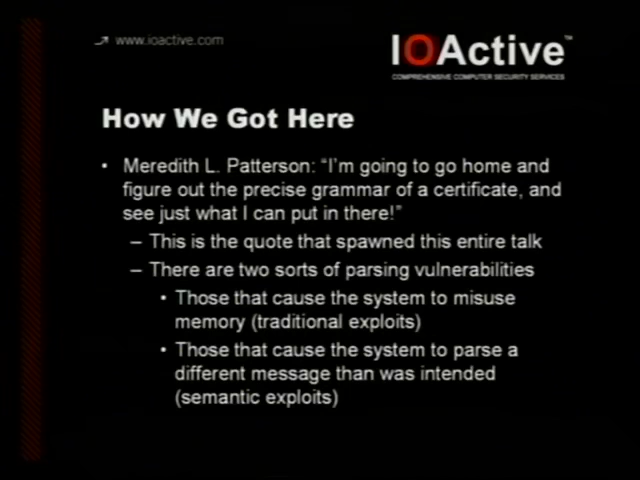 www.ioactive.com
IOActive™
COMPREHENSIVE COMPUTER SECURITY SERVICES
How We Got Here
• Meredith L. Patterson: “I’m going to go home and
figure out the precise grammar of a certificate, and
see just what I can put in there!”
– This is the quote that spawned this entire talk
– There are two sorts of parsing vulnerabilities
• Those that cause the system to misuse
memory (traditional exploits)
• Those that cause the system to parse a
different message than was intended
(semantic exploits)